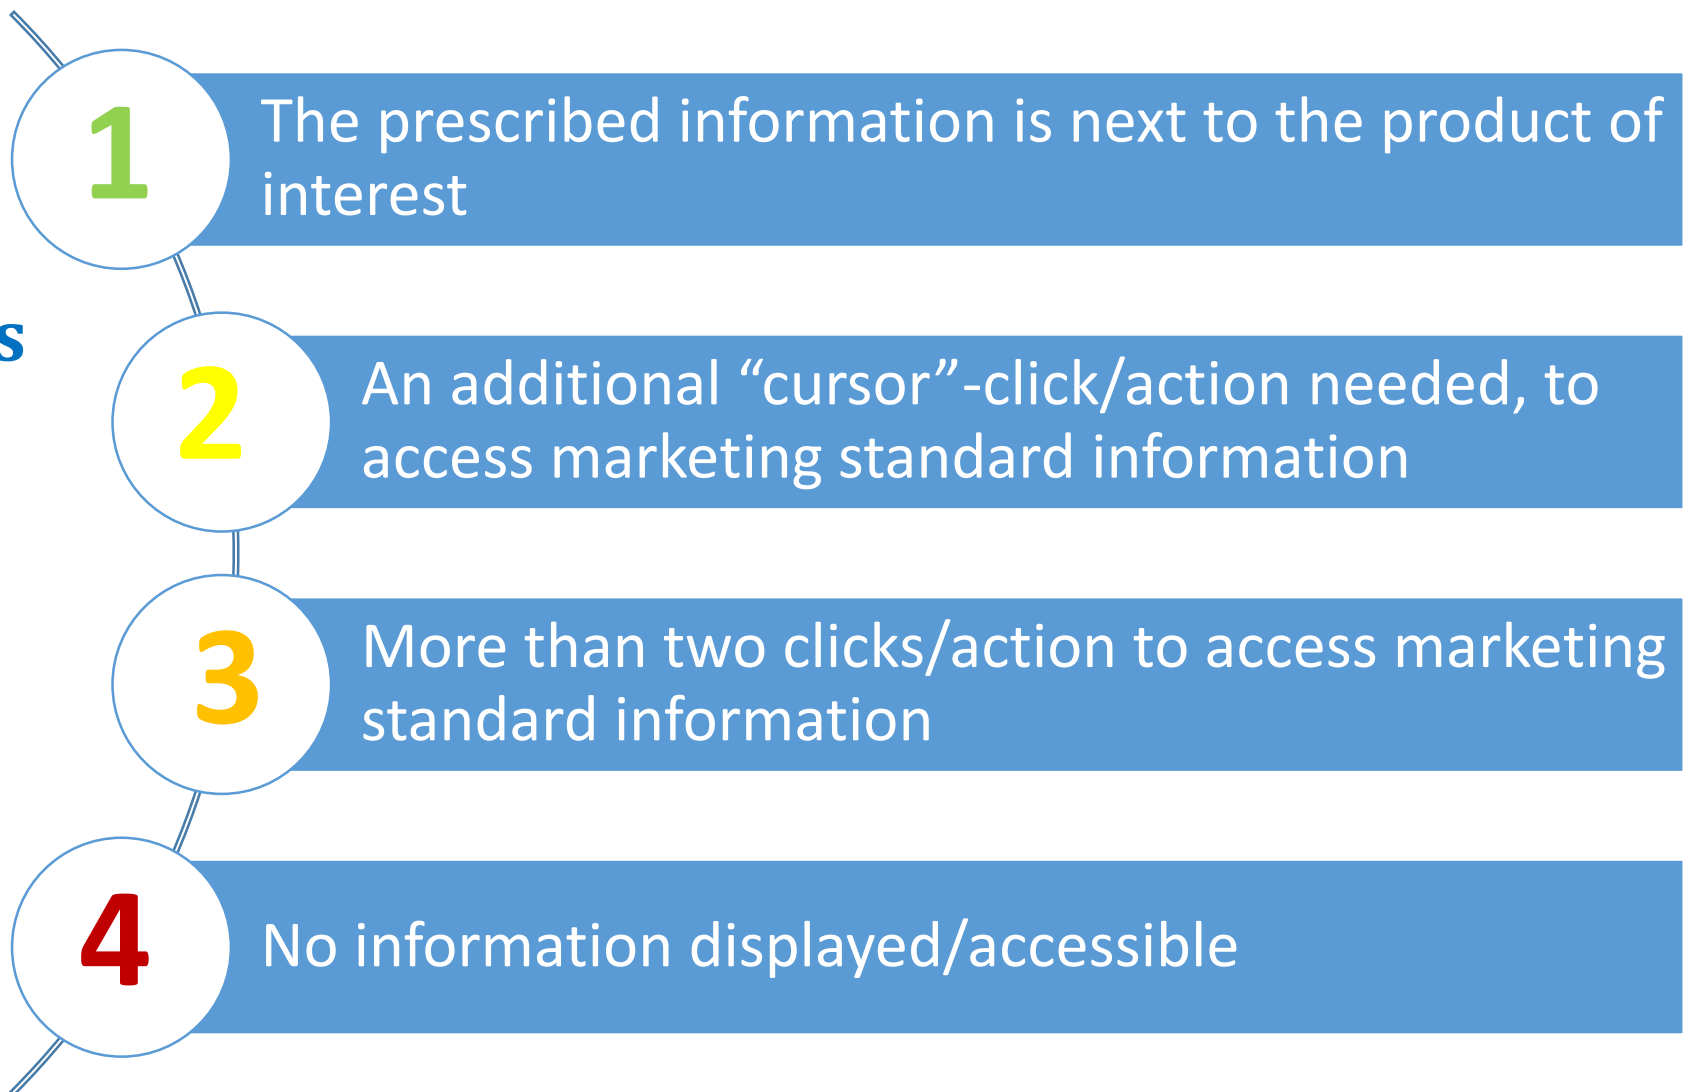 1
The prescribed information is next to the product of
interest
s
2
An additional “cursor”-click/action needed, to
access marketing standard information
3
More than two clicks/action to access marketing
standard information
4
No information displayed/accessible